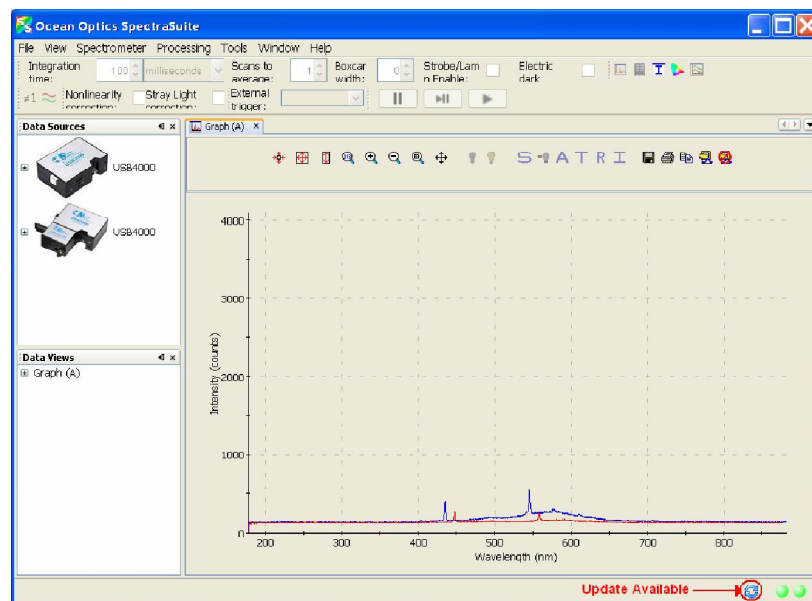 Ocean Optics SpectraSuite
File View Spectrometer Processing Tools Window Help
Integration time: 100 milliseconds Scans to average: 1 Boxcar width: 0 Strobe/Lamp Enable: Electric dark
≠1 Nonlinearity correction: Stray Light correction: External trigger:
Data Sources
USB4000
USB4000
Data Views
Graph (A)
Graph (A)
S A T R I
4000
3000
2000
1000
0
Intensity (counts)
200 300 400 500 600 700 800
Wavelength (nm)
Update Available